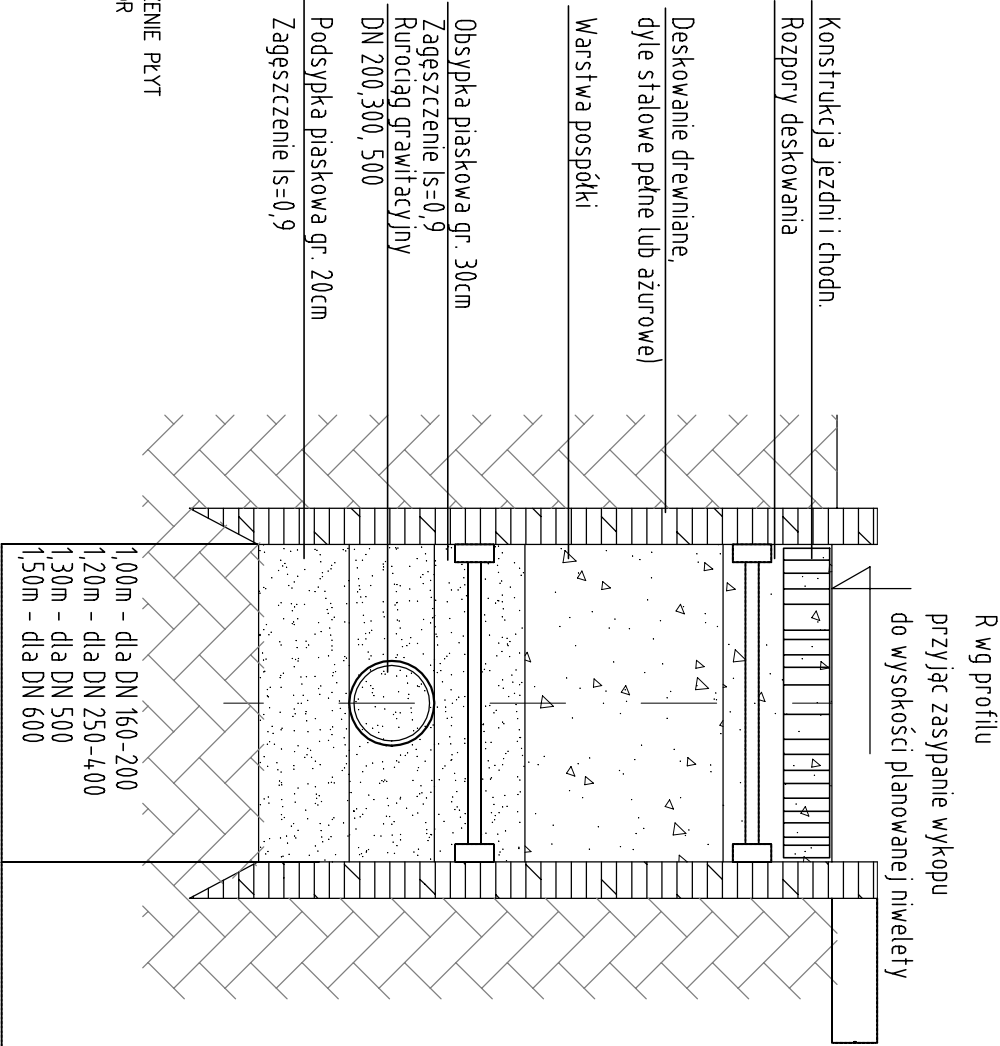 R wg profilu
przyjąc zasypanie wykopu
do wysokości planowanej niwelety
Konstrukcja jezdni i chodn.
Rozpory deskowania
Deskowanie drewniane,
dyle stalowe pełne lub ażurowe)
Warstwa pospółki
Obsypka piaskowa gr. 30cm
Zagęszczenie Is=0,9
Rurociąg grawitacyjny
DN 200,300, 500
Podsypka piaskowa gr. 20cm
Zagęszczenie Is=0,9
ZENIE PŁYT
OR
1,00m - dla DN 160-200
1,20m - dla DN 250-400
1,30m - dla DN 500
1,50m - dla DN 600